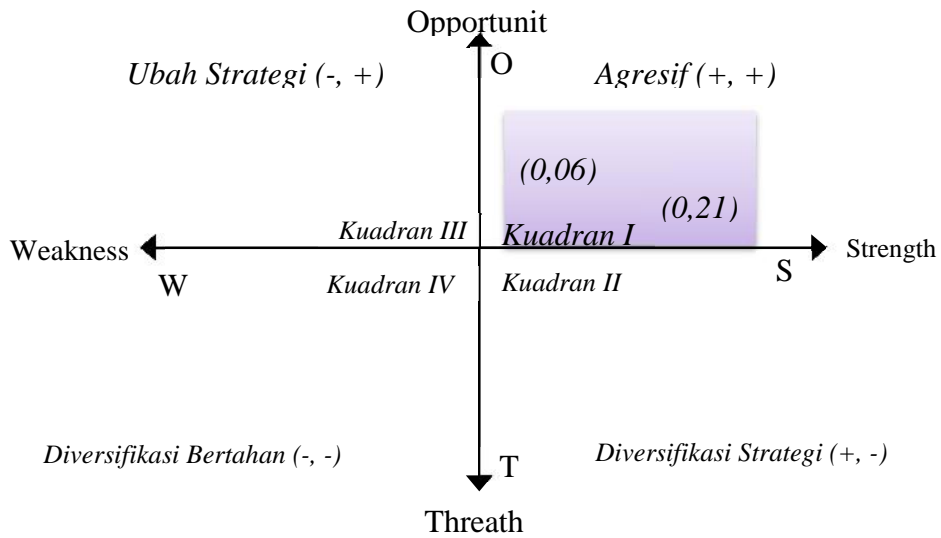 Opportunit
O
Ubah Strategi (-, +)
Agresif (+, +)
(0,06)
(0,21)
Kuadran III
Kuadran I
Weakness
Strength
W
Kuadran IV
Kuadran II
S
Diversifikasi Bertahan (-, -)
Diversifikasi Strategi (+, -)
T
Threath